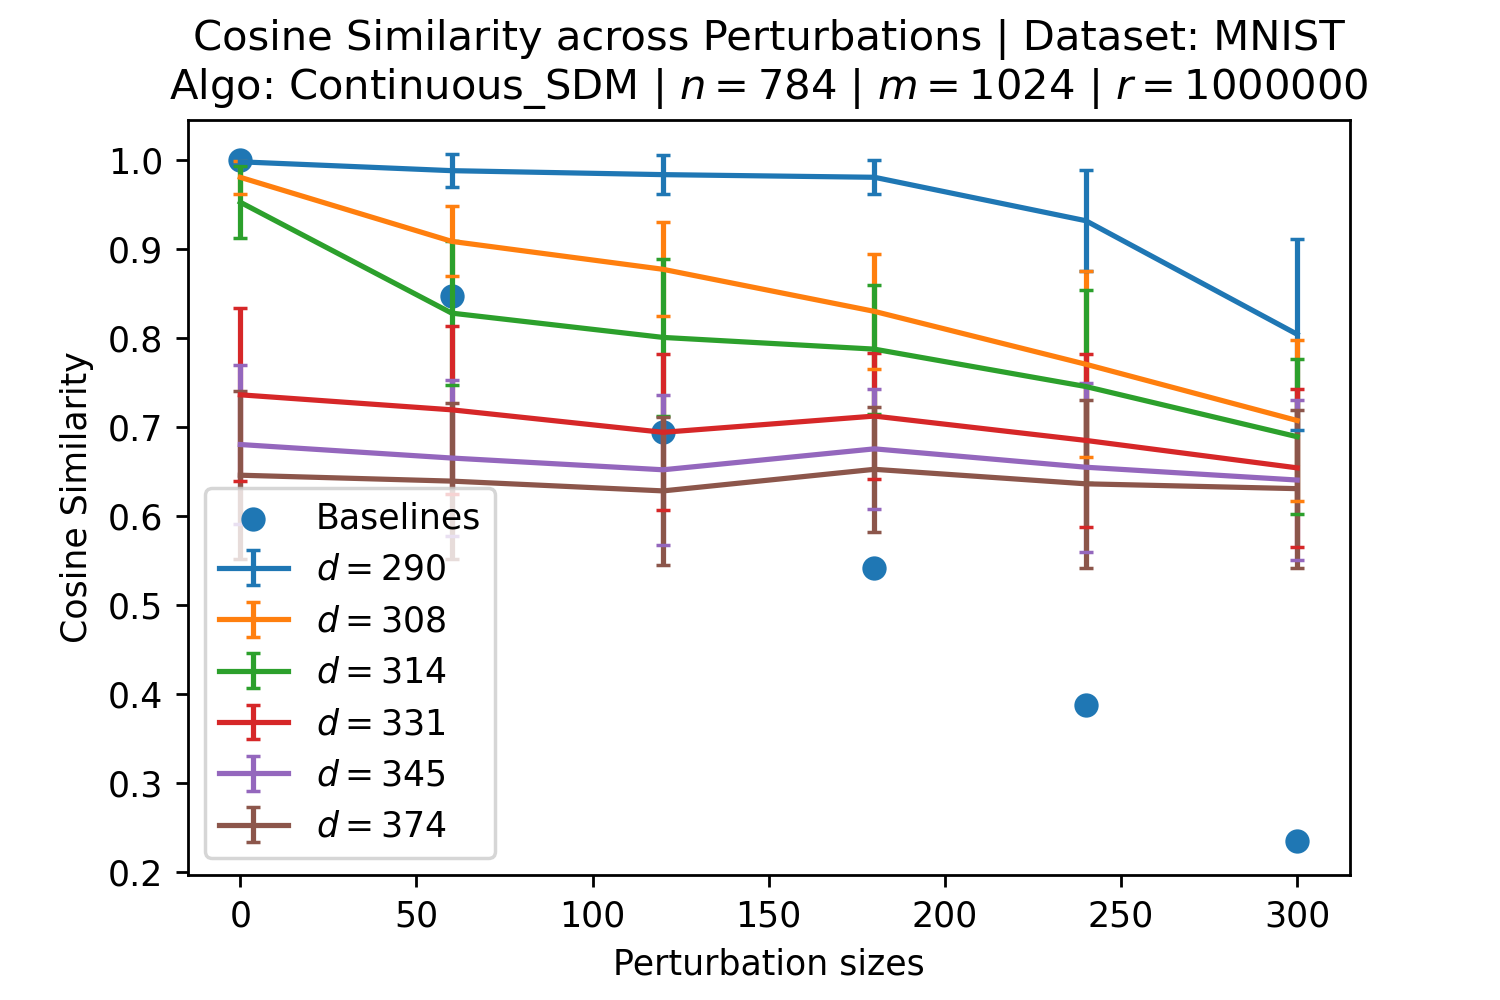 Cosine Similarity across Perturbations | Dataset: MNIST
Algo: Continuous_SDM | n = 784 | m = 1024 | r = 1000000
Cosine Similarity
1.0
0.9
0.8
0.7
0.6
0.5
0.4
0.3
0.2
Baselines
d = 290
d = 308
d = 314
d = 331
d = 345
d = 374
0 50 100 150 200 250 300
Perturbation sizes